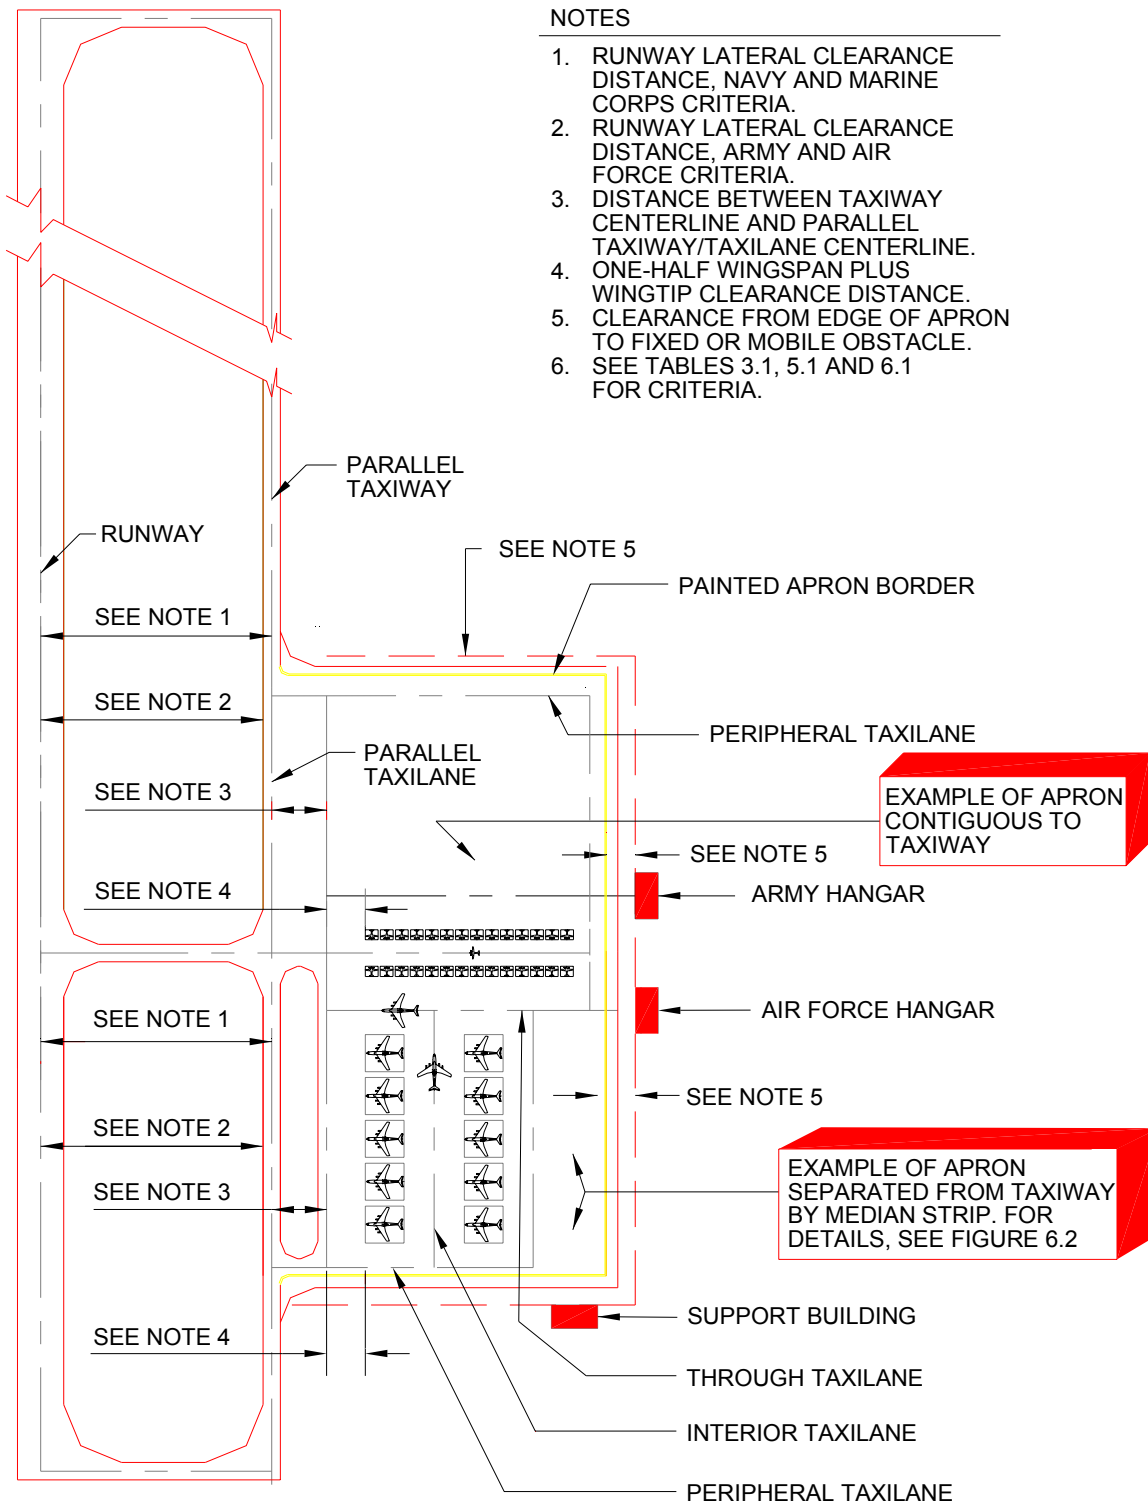 NOTES
1. RUNWAY LATERAL CLEARANCE
DISTANCE, NAVY AND MARINE
CORPS CRITERIA.
2. RUNWAY LATERAL CLEARANCE
DISTANCE, ARMY AND AIR
FORCE CRITERIA.
3. DISTANCE BETWEEN TAXIWAY
CENTERLINE AND PARALLEL
TAXIWAY/TAXILANE CENTERLINE.
4. ONE-HALF WINGSPAN PLUS
WINGTIP CLEARANCE DISTANCE.
5. CLEARANCE FROM EDGE OF APRON
TO FIXED OR MOBILE OBSTACLE.
6. SEE TABLES 3.1, 5.1 AND 6.1
FOR CRITERIA.
PARALLEL
TAXIWAY
RUNWAY
SEE NOTE 5
PAINTED APRON BORDER
SEE NOTE 1
SEE NOTE 2
PERIPHERAL TAXILANE
PARALLEL
TAXILANE
SEE NOTE 3
EXAMPLE OF APRON
CONTIGUOUS TO
TAXIWAY
SEE NOTE 5
SEE NOTE 4
ARMY HANGAR
SEE NOTE 1
AIR FORCE HANGAR
SEE NOTE 5
SEE NOTE 2
EXAMPLE OF APRON
SEPARATED FROM TAXIWAY
BY MEDIAN STRIP. FOR
DETAILS, SEE FIGURE 6.2
SEE NOTE 3
SUPPORT BUILDING
SEE NOTE 4
THROUGH TAXILANE
INTERIOR TAXILANE
PERIPHERAL TAXILANE